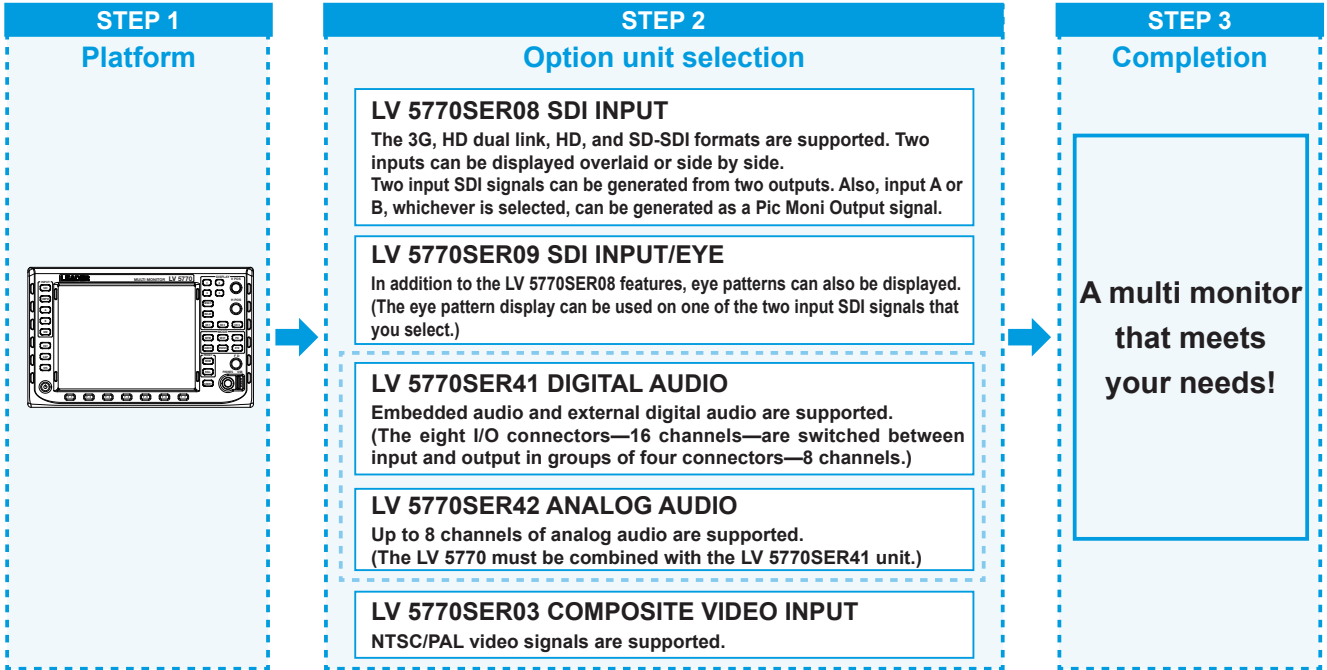 STEP 1
Platform
LEADER
MULTI MONITOR LV 5770
STEP 2
Option unit selection
LV 5770SER08 SDI INPUT
The 3G, HD dual link, HD, and SD-SDI formats are supported. Two
inputs can be displayed overlaid or side by side.
Two input SDI signals can be generated from two outputs. Also, input A or
B, whichever is selected, can be generated as a Pic Moni Output signal.
LV 5770SER09 SDI INPUT/EYE
In addition to the LV 5770SER08 features, eye patterns can also be displayed.
(The eye pattern display can be used on one of the two input SDI signals that
you select.)
LV 5770SER41 DIGITAL AUDIO
Embedded audio and external digital audio are supported.
(The eight I/O connectors—16 channels—are switched between
input and output in groups of four connectors—8 channels.)
LV 5770SER42 ANALOG AUDIO
Up to 8 channels of analog audio are supported.
(The LV 5770 must be combined with the LV 5770SER41 unit.)
LV 5770SER03 COMPOSITE VIDEO INPUT
NTSC/PAL video signals are supported.
STEP 3
Completion
A multi monitor
that meets
your needs!